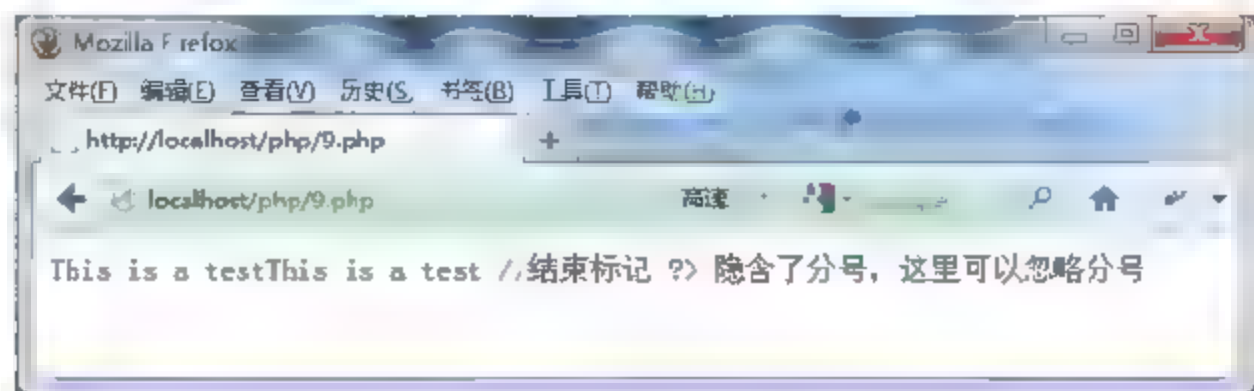 Mozilla Firefox
文件(F) 编辑(E) 查看(V) 历史(S) 书签(B) 工具(T) 帮助(H)
http://localhost/php/9.php +
localhost/php/9.php 高速
This is a testThis is a test //结束标记 ?> 隐含了分号，这里可以忽略分号